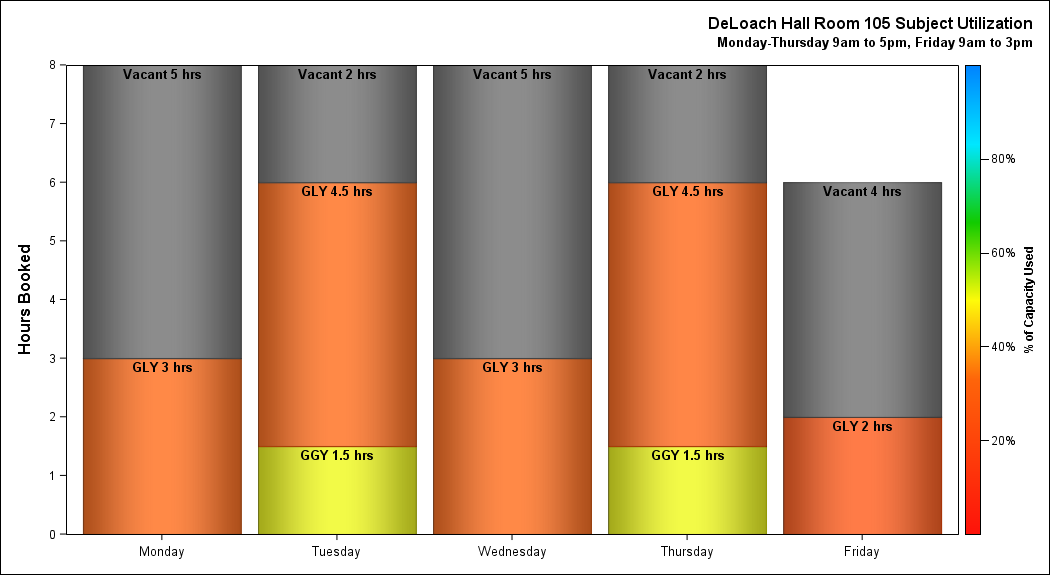 DeLoach Hall Room 105 Subject Utilization
Monday-Thursday 9am to 5pm, Friday 9am to 3pm
Hours Booked
8
7
6
5
4
3
2
1
0
Vacant 5 hrs
GLY 3 hrs
Vacant 2 hrs
GLY 4.5 hrs
GGY 1.5 hrs
Vacant 5 hrs
GLY 3 hrs
Vacant 2 hrs
GLY 4.5 hrs
GGY 1.5 hrs
Vacant 4 hrs
GLY 2 hrs
Monday
Tuesday
Wednesday
Thursday
Friday
80%
60%
40%
20%
% of Capacity Used